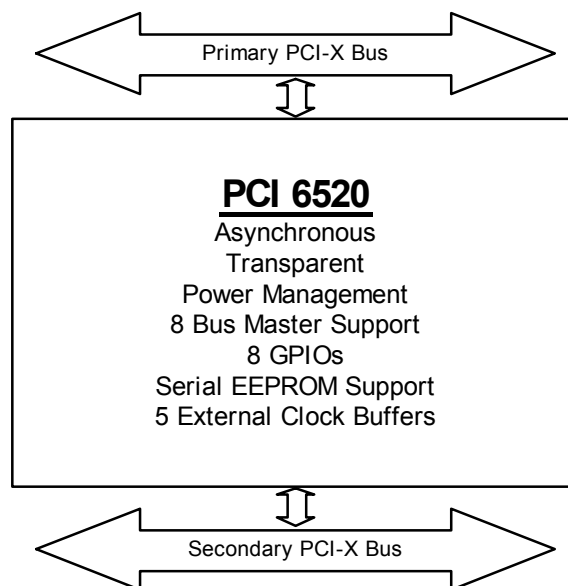 Primary PCI-X Bus
PCI 6520
Asynchronous
Transparent
Power Management
8 Bus Master Support
8 GPIOs
Serial EEPROM Support
5 External Clock Buffers
Secondary PCI-X Bus